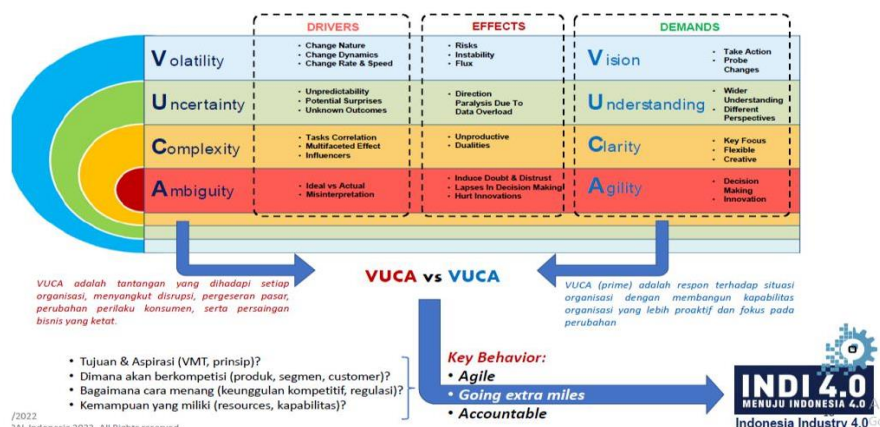 DRIVERS
EFFECTS
DEMANDS
Volatility
• Change Nature
• Change Dynamics
• Change Rate & Speed
• Risks
• Instability
• Flux
Vision
• Take Action
• Probe
Changes
Uncertainty
• Unpredictability
• Potential Surprises
• Unknown Outcomes
• Direction
Paralysis Due To
Data Overload
Understanding
• Wider
Understanding
• Different
Perspectives
Complexity
• Tasks Correlation
• Multifaceted Effect
• Influencers
• Unproductive
• Dualities
Clarity
• Key Focus
• Flexible
• Creative
Ambiguity
• Ideal vs Actual
• Misinterpretation
• Induce Doubt & Distrust
• Lapses In Decision Making
• Hurt Innovations
Agility
• Decision
Making
• Innovation
VUCA vs VUCA
VUCA adalah tantangan yang dihadapi setiap
organisasi, menyangkut disrupsi, pergeseran pasar,
perubahan perilaku konsumen, serta persaingan
bisnis yang ketat.
VUCA (prime) adalah respon terhadap situasi
organisasi dengan membangun kapabilitas
organisasi yang lebih proaktif dan fokus pada
perubahan
• Tujuan & Aspirasi (VMT, prinsip)?
• Dimana akan berkompetisi (produk, segmen, customer)?
• Bagaimana cara menang (keunggulan kompetitif, regulasi)?
• Kemampuan yang miliki (resources, kapabilitas)?
Key Behavior:
• Agile
• Going extra miles
• Accountable
INDI 4.0
MENUJU INDONESIA 4.0
Indonesia Industry 4.0
/2022
Indonesia 2022. All Rights reserved